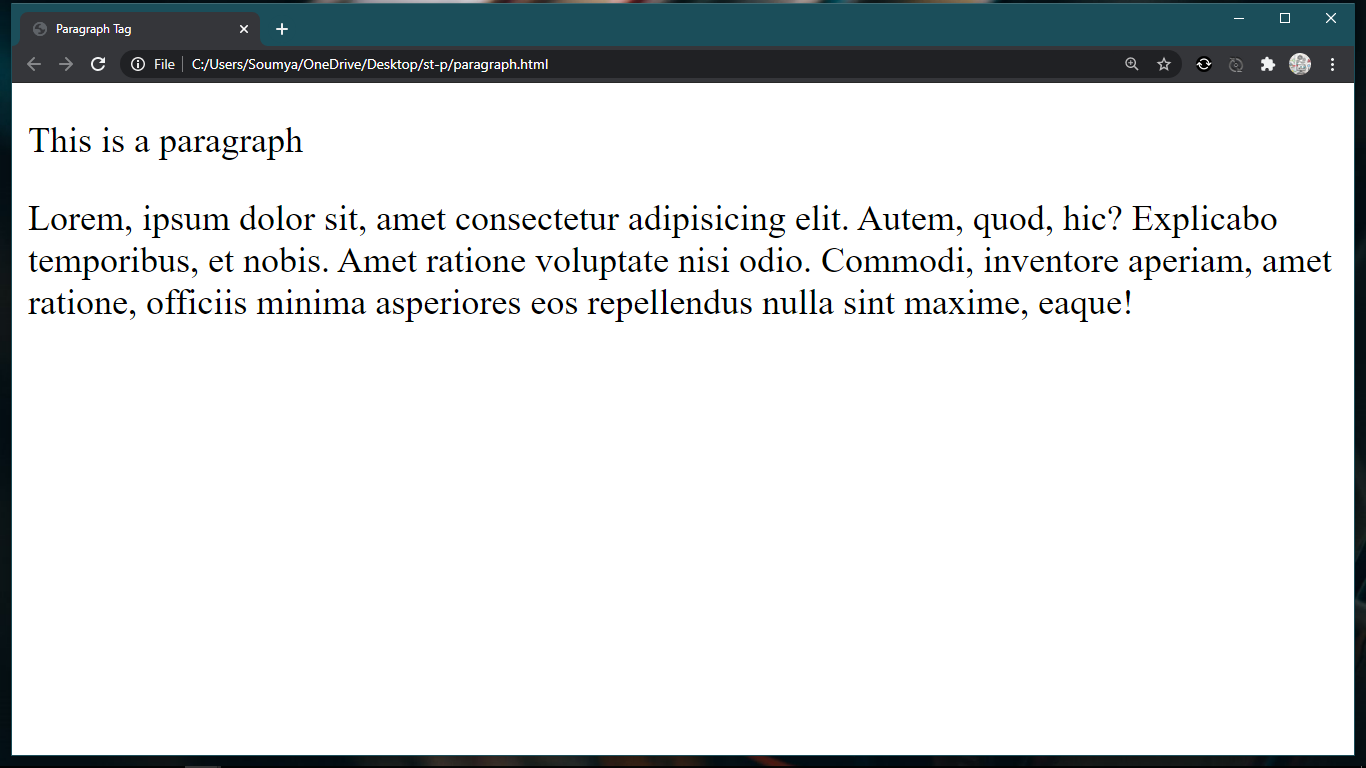 Paragraph Tag
File
C:/Users/Soumya/OneDrive/Desktop/st-p/paragraph.html
This is a paragraph
Lorem, ipsum dolor sit, amet consectetur adipisicing elit. Autem, quod, hic? Explicabo
temporibus, et nobis. Amet ratione voluptate nisi odio. Commodi, inventore aperiam, amet
ratione, officiis minima asperiores eos repellendus nulla sint maxime, eaque!